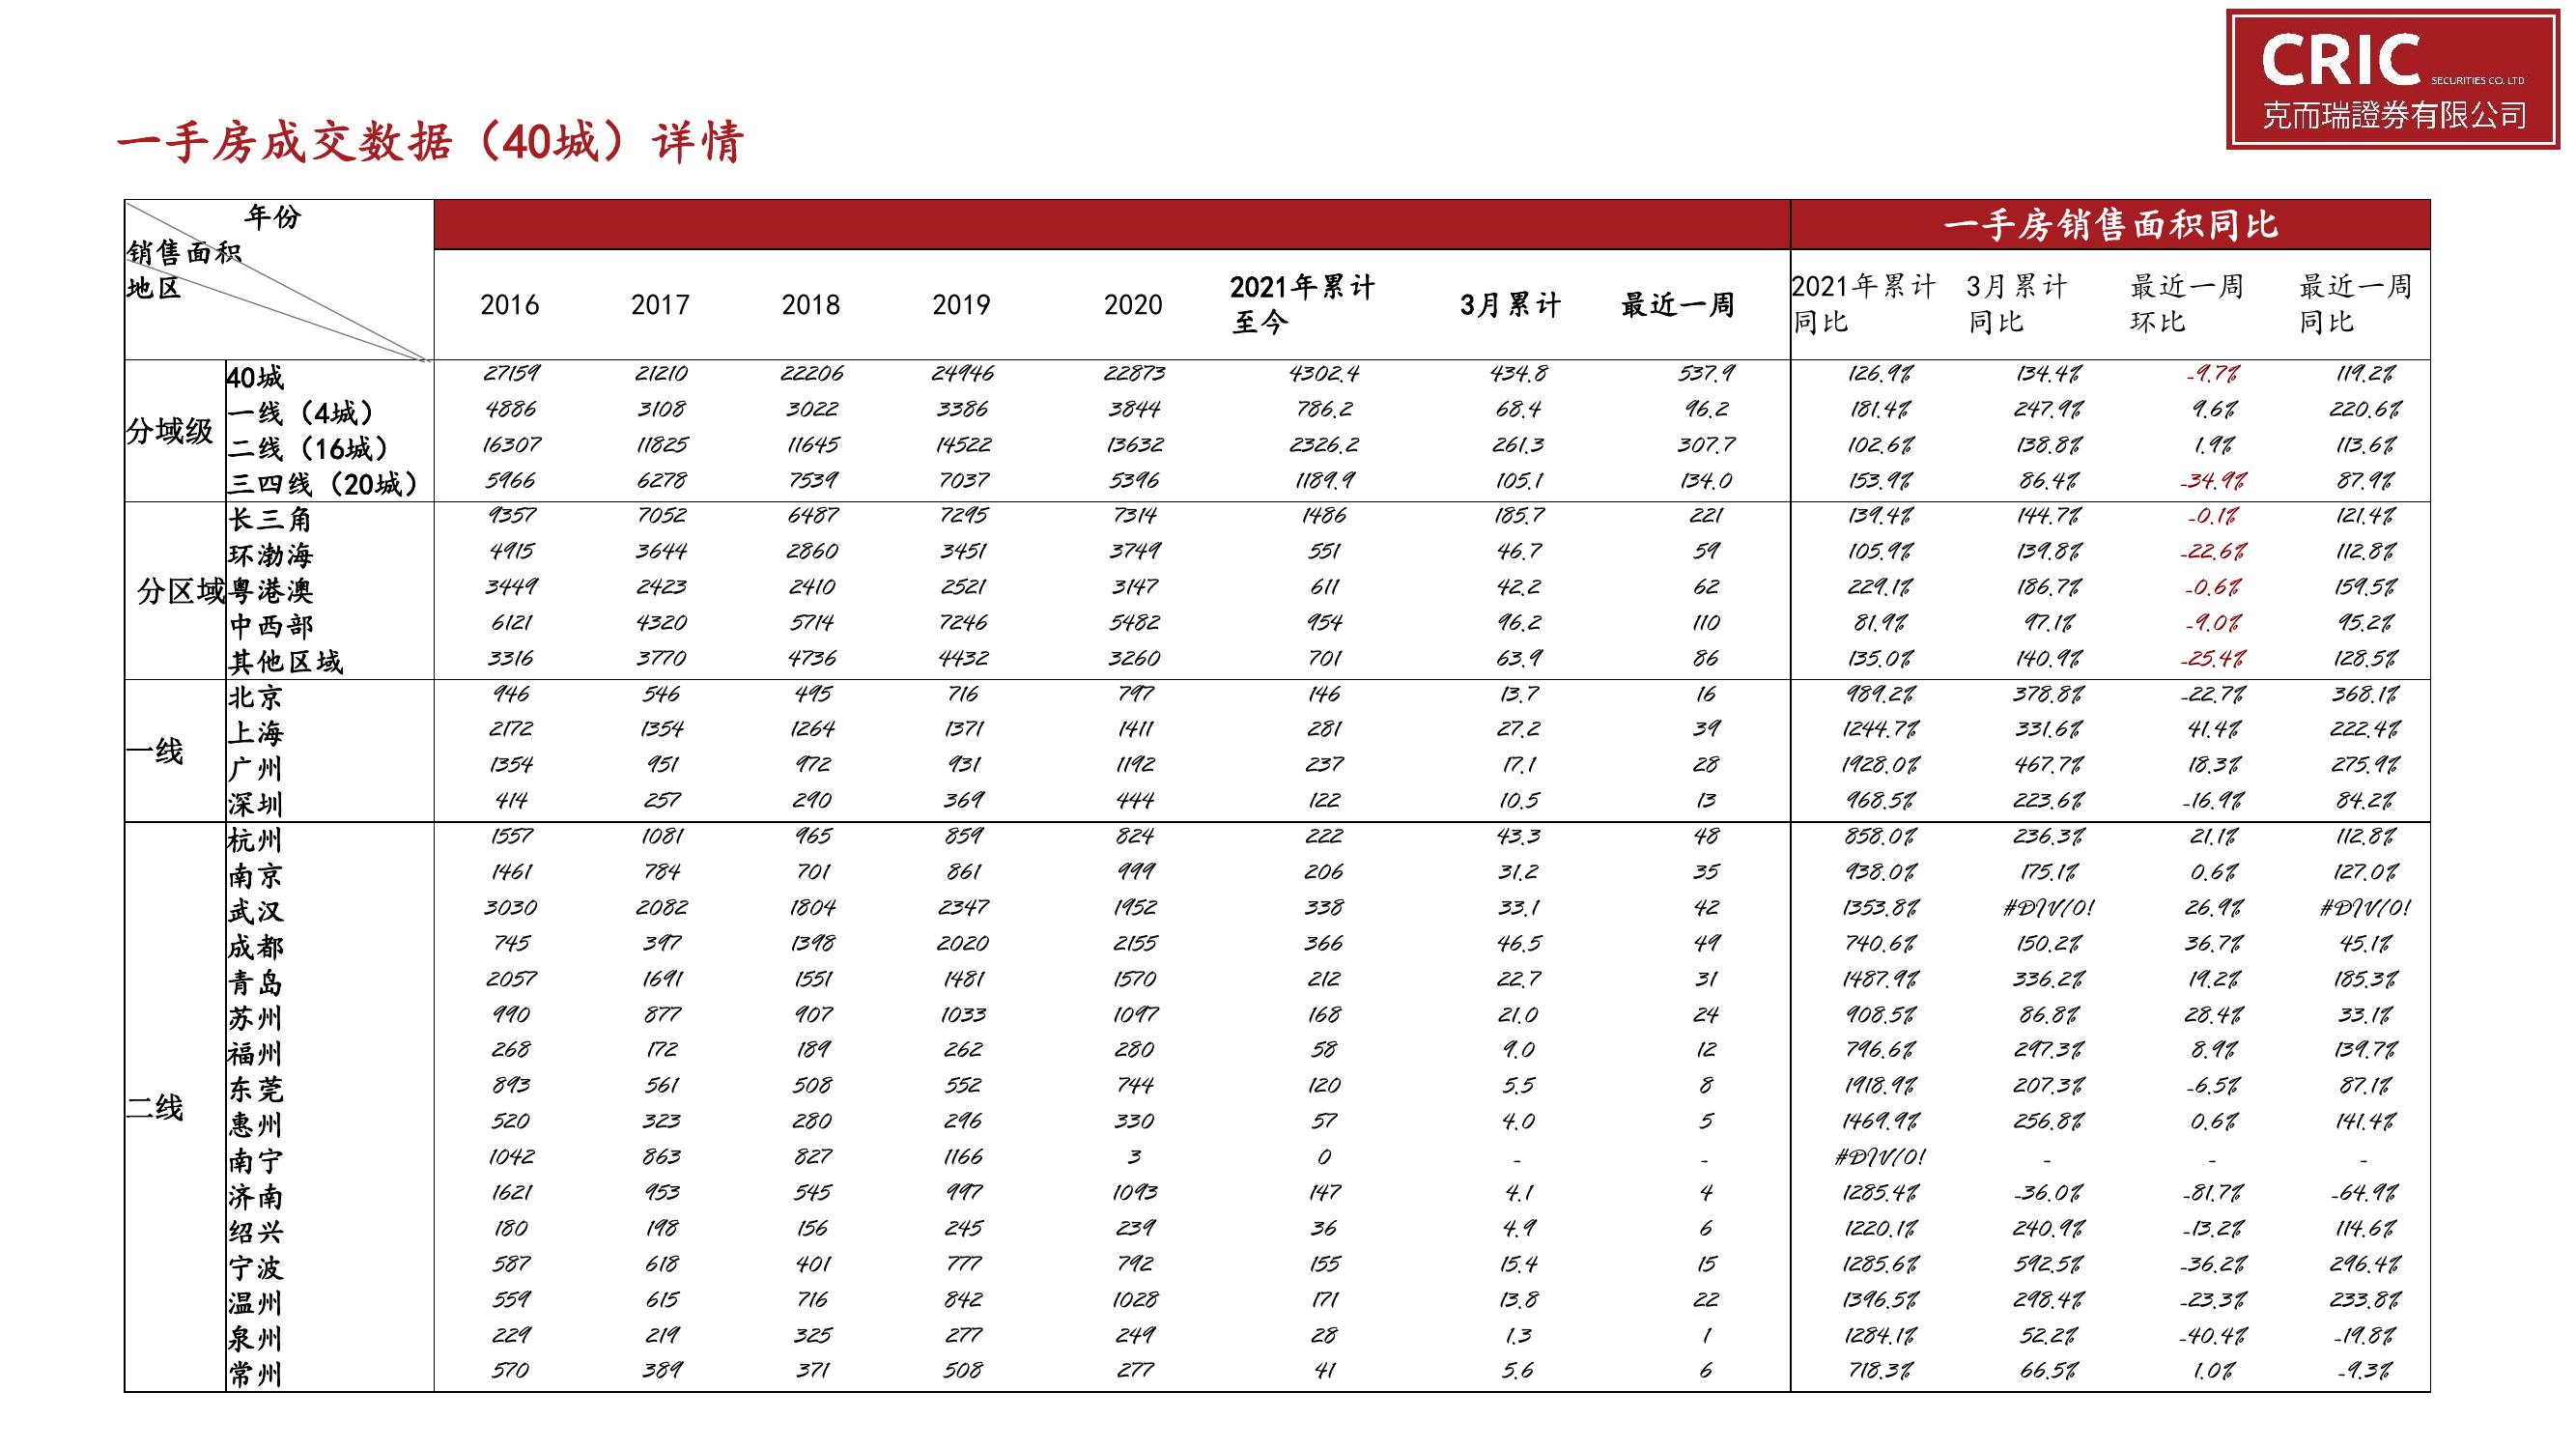 CRIC SECURITIES CO. LTD
克而瑞證券有限公司
一手房成交数据（40城）详情
年份
销售面积
地区
一手房销售面积同比
2016 2017 2018 2019 2020 2021年累计至今 3月累计 最近一周 2021年累计同比 3月累计同比 最近一周环比 最近一周同比
分域级
40城 27159 21210 22206 24946 22873 4302.4 434.8 537.9 126.9% 134.4% -9.7% 119.2%
一线（4城） 4886 3108 3022 3386 3844 786.2 68.4 96.2 181.4% 247.9% 9.6% 220.6%
二线（16城） 16307 11825 11645 14522 13632 2326.2 261.3 307.7 102.6% 138.8% 1.9% 113.6%
三四线（20城） 5966 6278 7539 7037 5396 1189.9 105.1 134.0 153.9% 86.4% -34.9% 87.9%
分区域
长三角 9357 7052 6487 7295 7314 1486 185.7 221 139.4% 144.7% -0.1% 121.4%
环渤海 4915 3644 2860 3451 3749 551 46.7 59 105.9% 139.8% -22.6% 112.8%
粤港澳 3449 2423 2410 2521 3147 611 42.2 62 229.1% 186.7% -0.6% 159.5%
中西部 6121 4320 5714 7246 5482 954 96.2 110 81.9% 97.1% -9.0% 95.2%
其他区域 3316 3770 4736 4432 3260 701 63.9 86 135.0% 140.9% -25.4% 128.5%
一线
北京 946 546 495 716 797 146 13.7 16 989.2% 378.8% -22.7% 368.1%
上海 2172 1354 1264 1371 1411 281 27.2 39 1244.7% 331.6% 41.4% 222.4%
广州 1354 951 972 931 1192 237 17.1 28 1928.0% 467.7% 18.3% 275.9%
深圳 414 257 290 369 444 122 10.5 13 968.5% 223.6% -16.9% 84.2%
二线
杭州 1557 1081 965 859 824 222 43.3 48 858.0% 236.3% 21.1% 112.8%
南京 1461 784 701 861 999 206 31.2 35 938.0% 175.1% 0.6% 127.0%
武汉 3030 2082 1804 2347 1952 338 33.1 42 1353.8% #DIV/0! 26.9% #DIV/0!
成都 745 397 1398 2020 2155 366 46.5 49 740.6% 150.2% 36.7% 45.1%
青岛 2057 1691 1551 1481 1570 212 22.7 31 1487.9% 336.2% 19.2% 185.3%
苏州 990 877 907 1033 1097 168 21.0 24 908.5% 86.8% 28.4% 33.1%
福州 268 172 189 262 280 58 9.0 12 796.6% 297.3% 8.9% 139.7%
东莞 893 561 508 552 744 120 5.5 8 1918.9% 207.3% -6.5% 87.1%
惠州 520 323 280 296 330 57 4.0 5 1469.9% 256.8% 0.6% 141.4%
南宁 1042 863 827 1166 3 0 - - #DIV/0! - - -
济南 1621 953 545 997 1093 147 4.1 4 1285.4% -36.0% -81.7% -64.9%
绍兴 180 198 156 245 239 36 4.9 6 1220.1% 240.9% -13.2% 114.6%
宁波 587 618 401 777 792 155 15.4 15 1285.6% 592.5% -36.2% 296.4%
温州 559 615 716 842 1028 171 13.8 22 1396.5% 298.4% -23.3% 233.8%
泉州 229 219 325 277 249 28 1.3 1 1284.1% 52.2% -40.4% -19.8%
常州 570 389 371 508 277 41 5.6 6 718.3% 66.5% 1.0% -9.3%